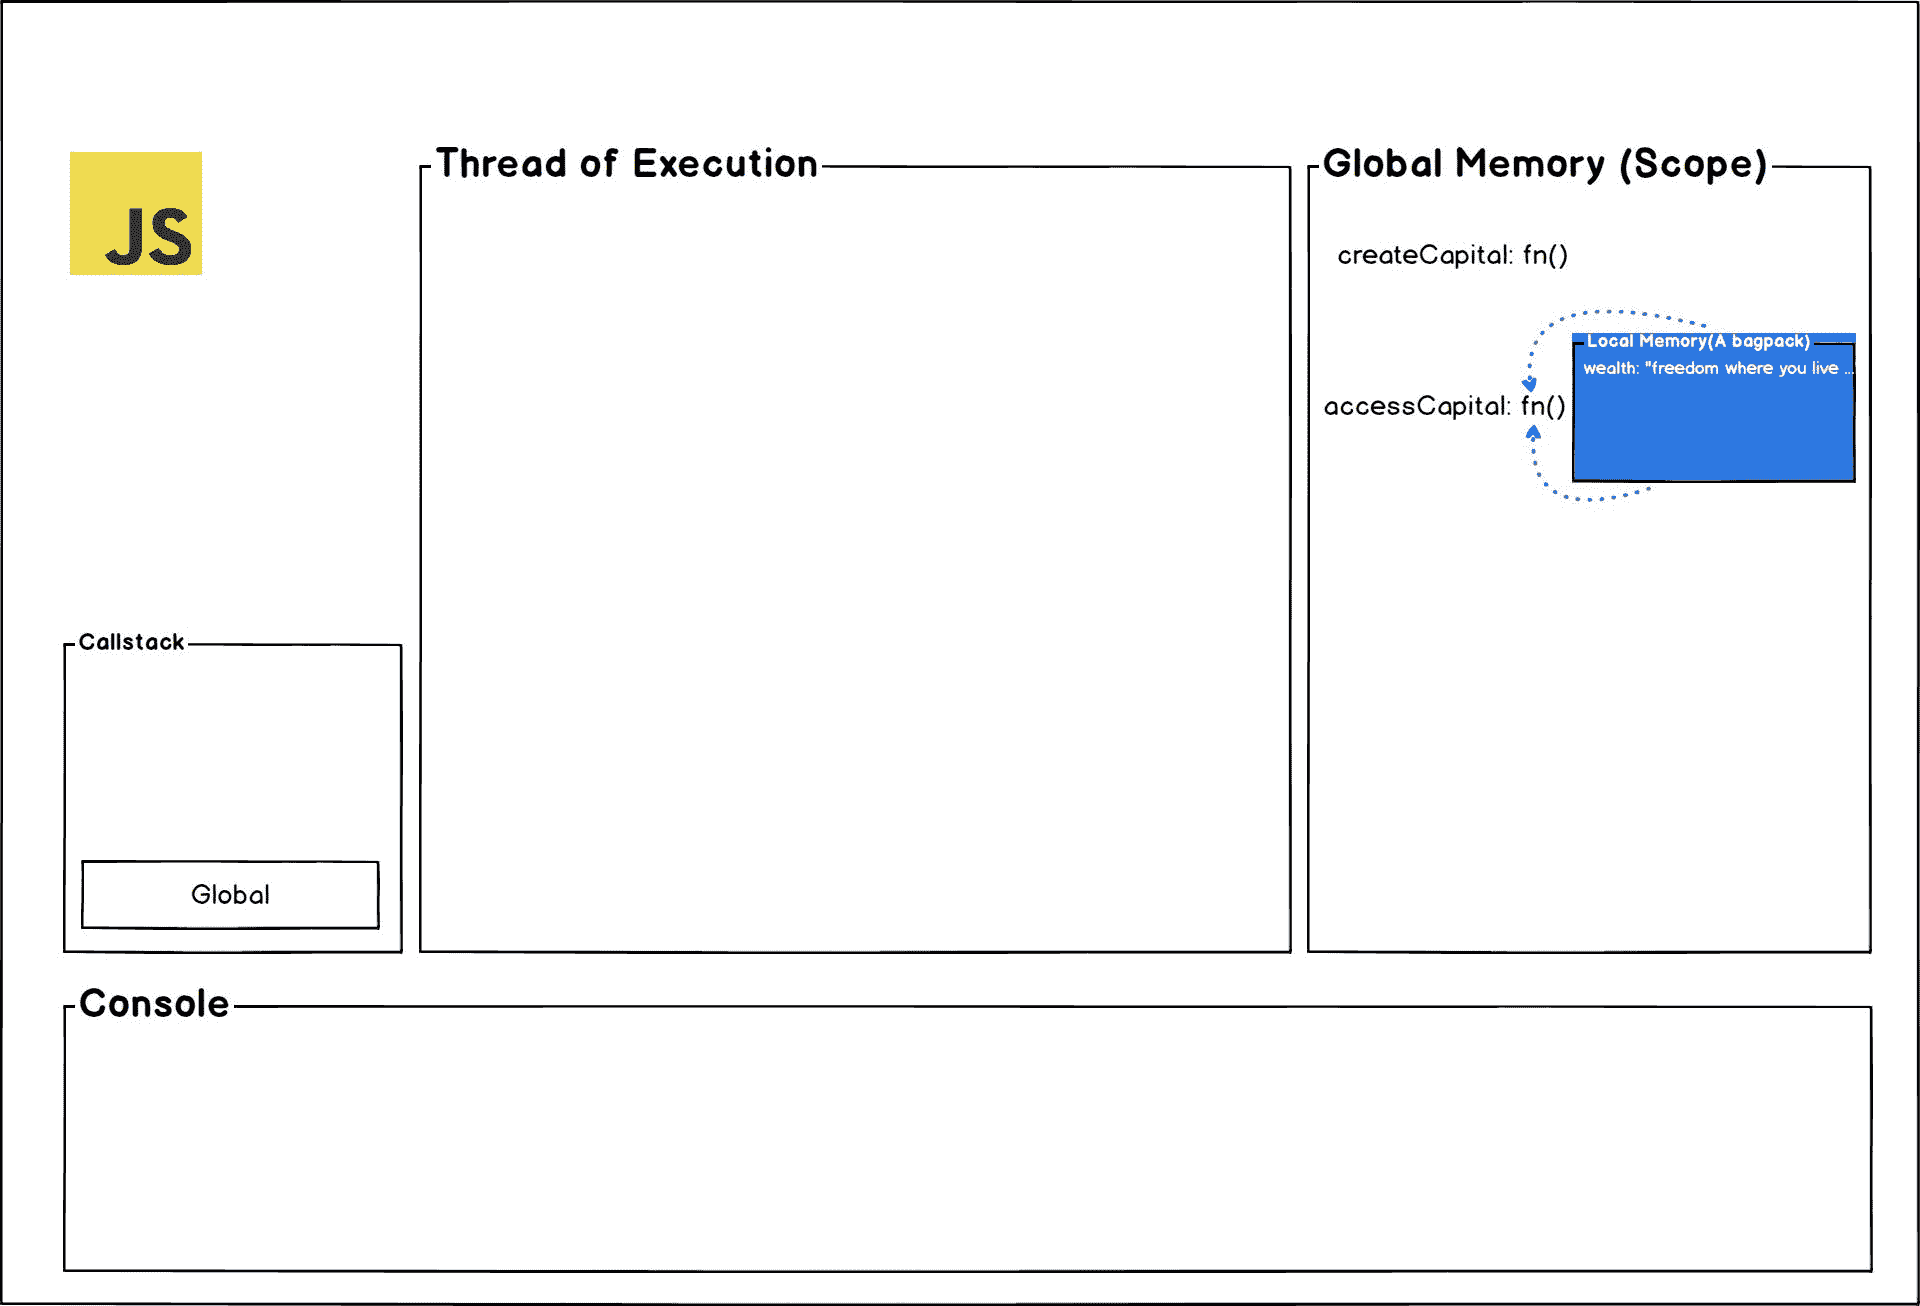 JS
Thread of Execution
Global Memory (Scope)
createCapital: fn()
Local Memory(A bagpack)
wealth: "freedom where you live ...
accessCapital: fn()
Callstack
Global
Console